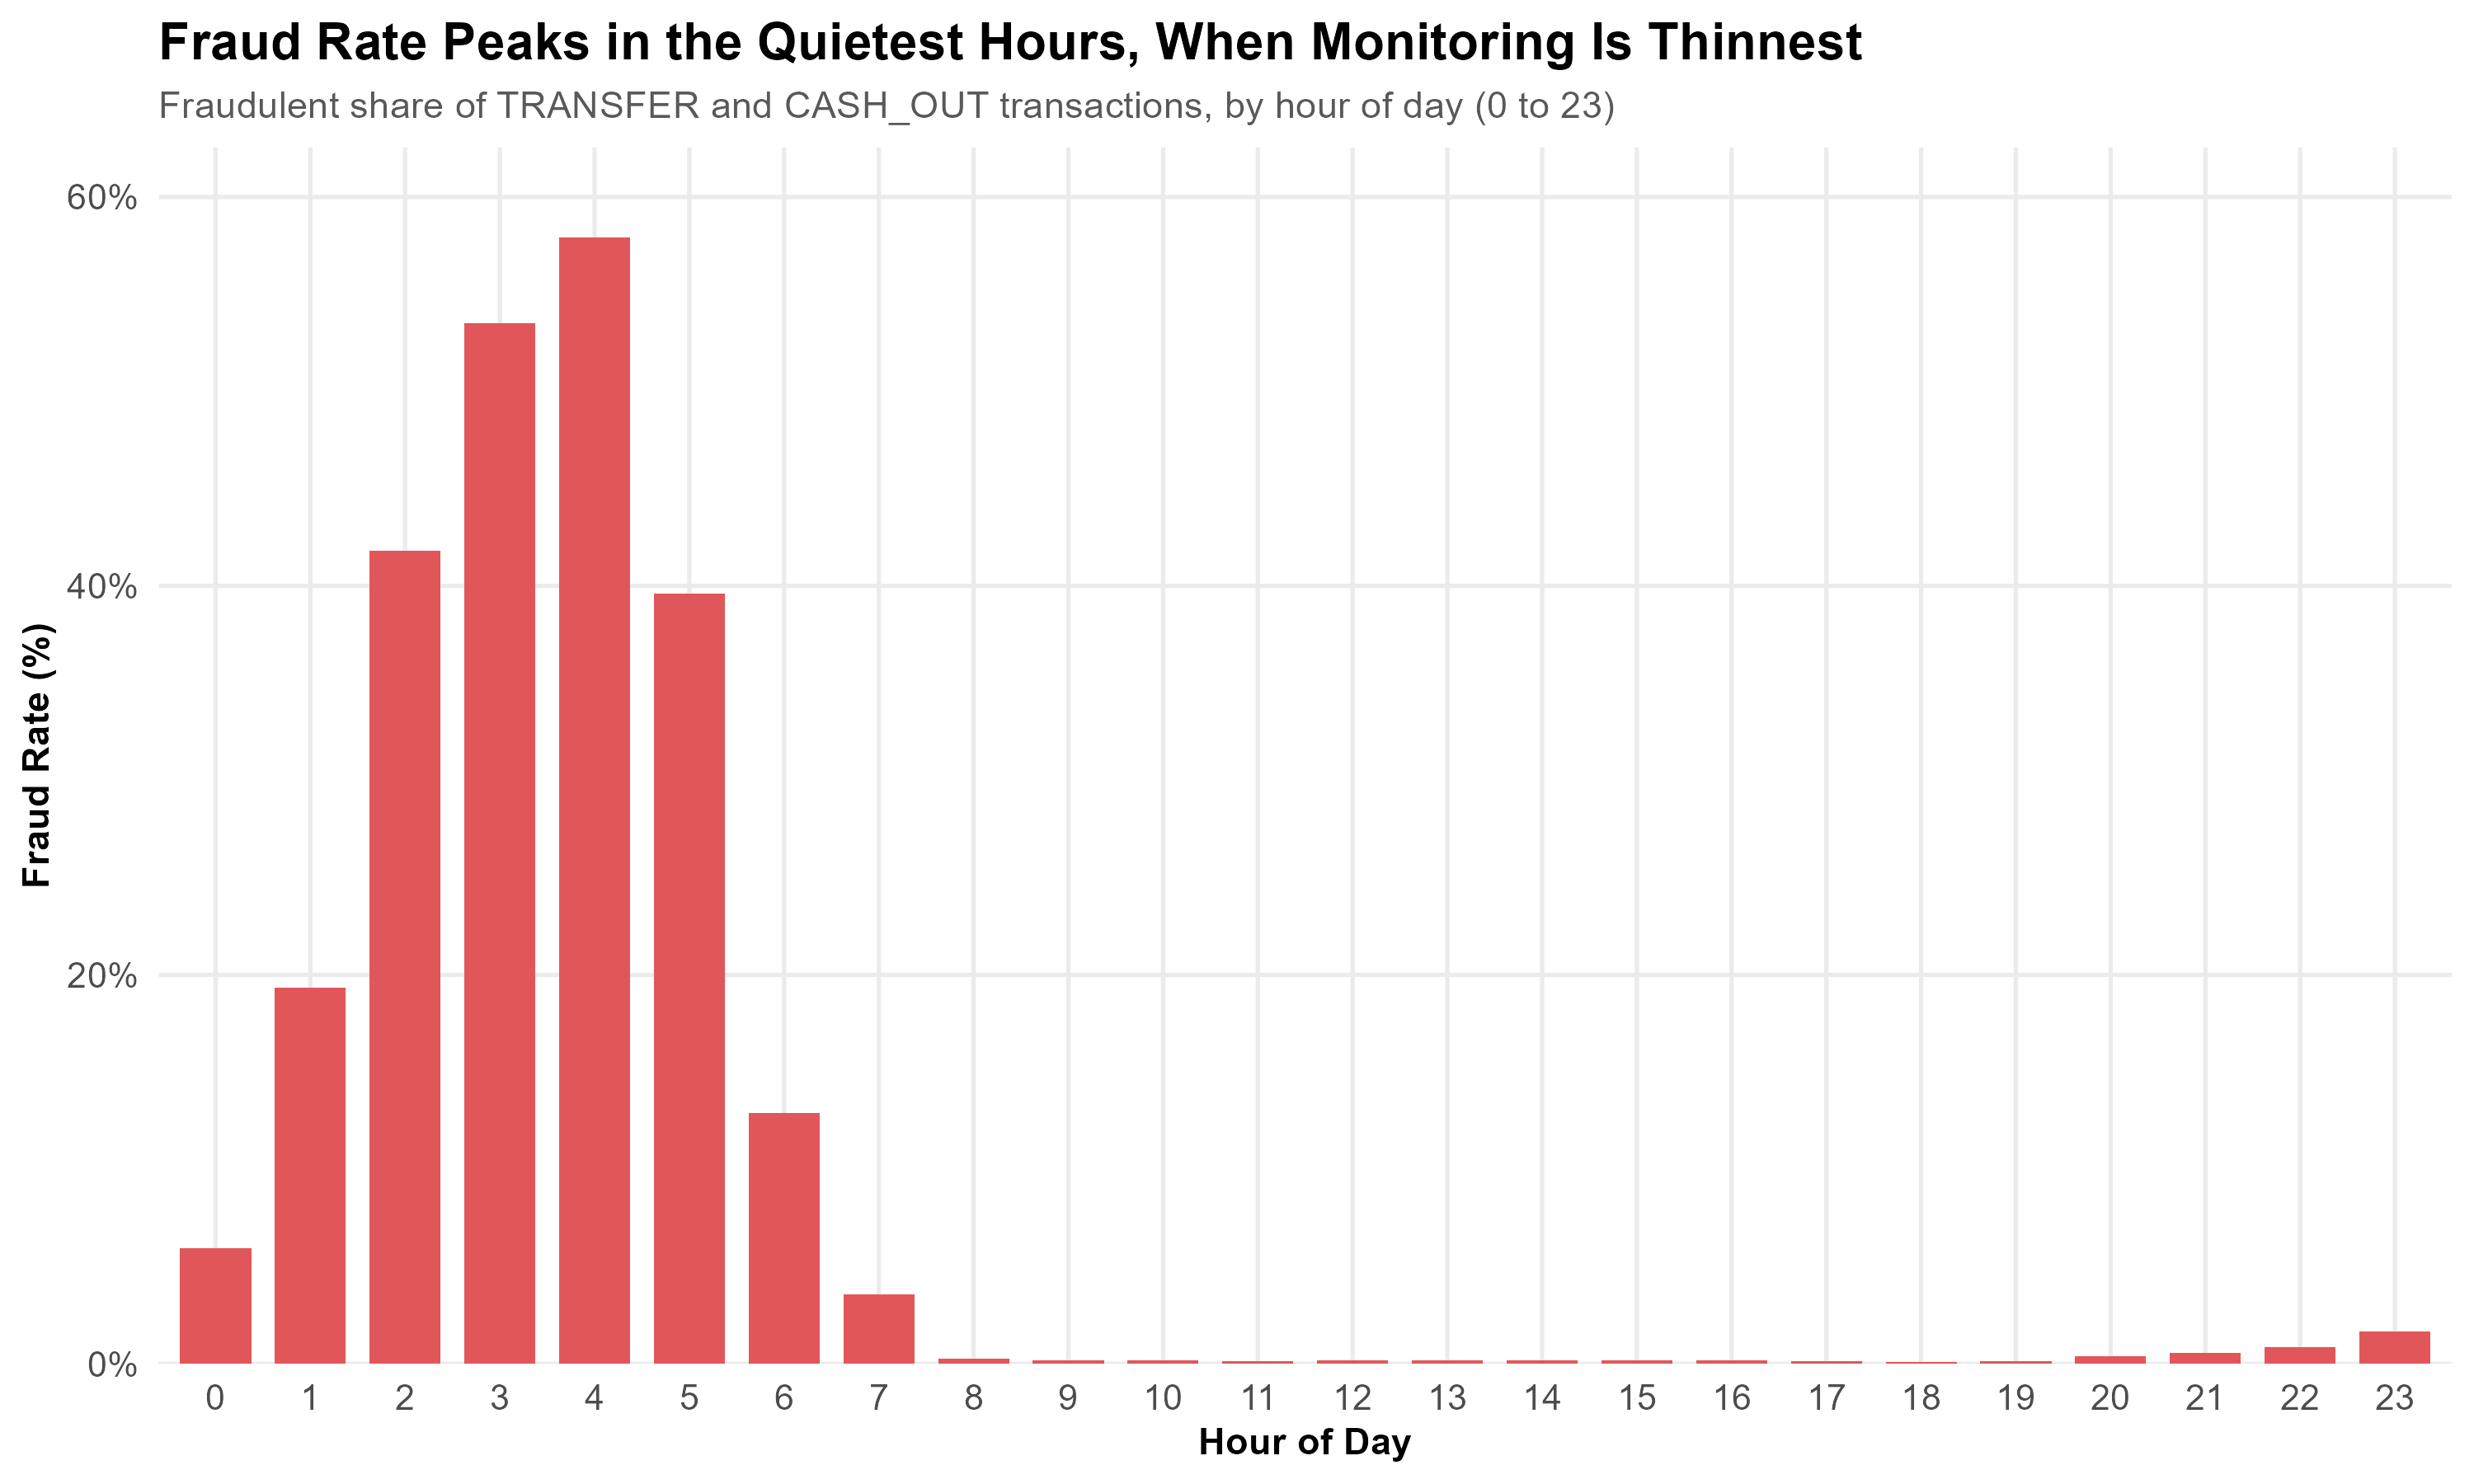 Fraud Rate Peaks in the Quietest Hours, When Monitoring Is Thinnest
Fraudulent share of TRANSFER and CASH_OUT transactions, by hour of day (0 to 23)
60%
40%
20%
0%
Fraud Rate (%)
0 1 2 3 4 5 6 7 8 9 10 11 12 13 14 15 16 17 18 19 20 21 22 23
Hour of Day